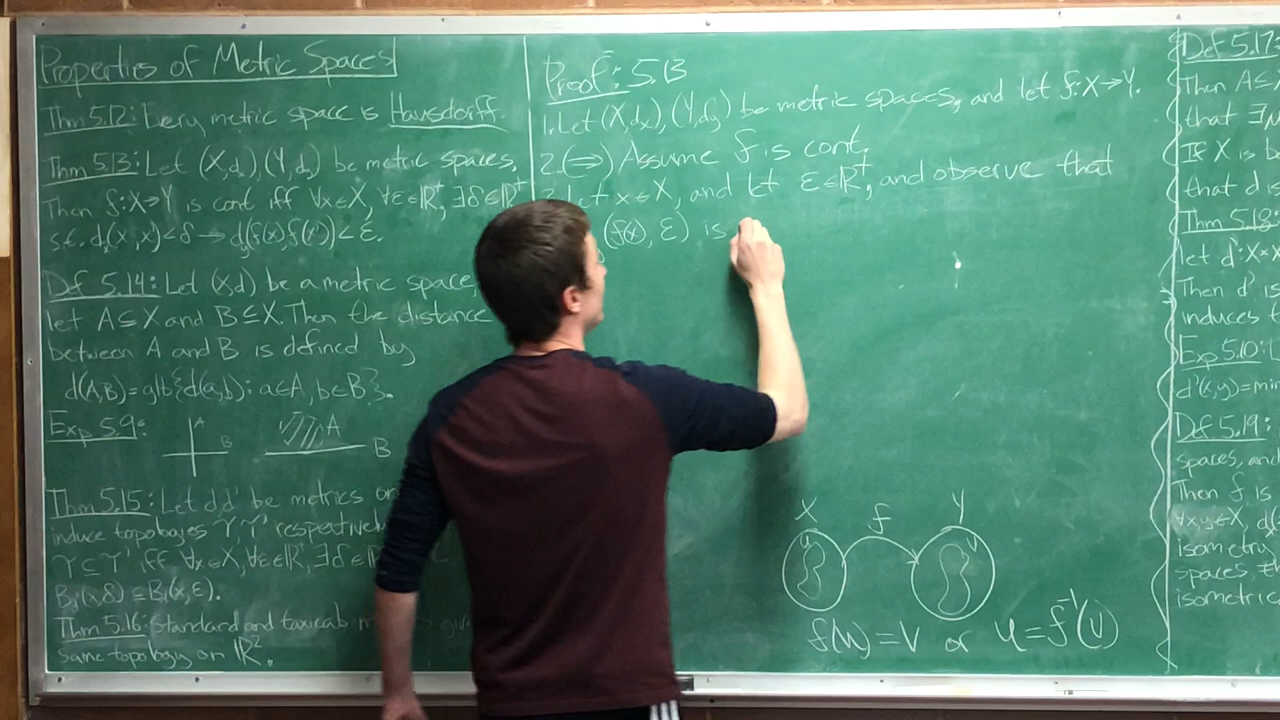 Properties of Metric Spaces
Thm 5.12: Every metric space is Hausdorff.
Thm 5.13: Let (X,dₓ), (Y,dᵧ) be metric spaces.
Then f: X→Y is cont iff ∀x∈X, ∀ε∈ℝ⁺, ∃δ∈ℝ⁺
s.t. dₓ(x,x')<δ → dᵧ(f(x),f(x'))<ε.
Def 5.14: Let (X,d) be a metric space,
let A⊆X and B⊆X. Then the distance
between A and B is defined by
d(A,B)=glb{d(a,b): a∈A, b∈B}.
Exp 5.9:
A
B
A
B
Thm 5.15: Let d,d' be metrics on
induce topologies 𝒯,𝒯' respectively
𝒯⊆𝒯' iff ∀x∈X, ∀ε∈ℝ⁺, ∃δ∈ℝ
(x,δ)⊆B(x,ε).
Thm 5.16: Standard and taxicab
same topology on ℝ².
Proof: 5.13
1. Let (X,dₓ), (Y,dᵧ) be metric spaces, and let f: X→Y.
2. (⇒) Assume f is cont.
3. Let x∈X, and let ε∈ℝ⁺, and observe that
(f(x), ε) is
X f Y
U V
f(U)=V or U=f⁻¹(V)
Def 5.17:
Then A⊆
that ∃
If X is b
that d is
Thm 5.18:
let d': X×X
Then d' is
induces t
Exp 5.10: L
d'(x,y)=min
Def 5.19:
spaces, and
Then f is
∀x,y∈X, d
isometry
spaces, th
isometric